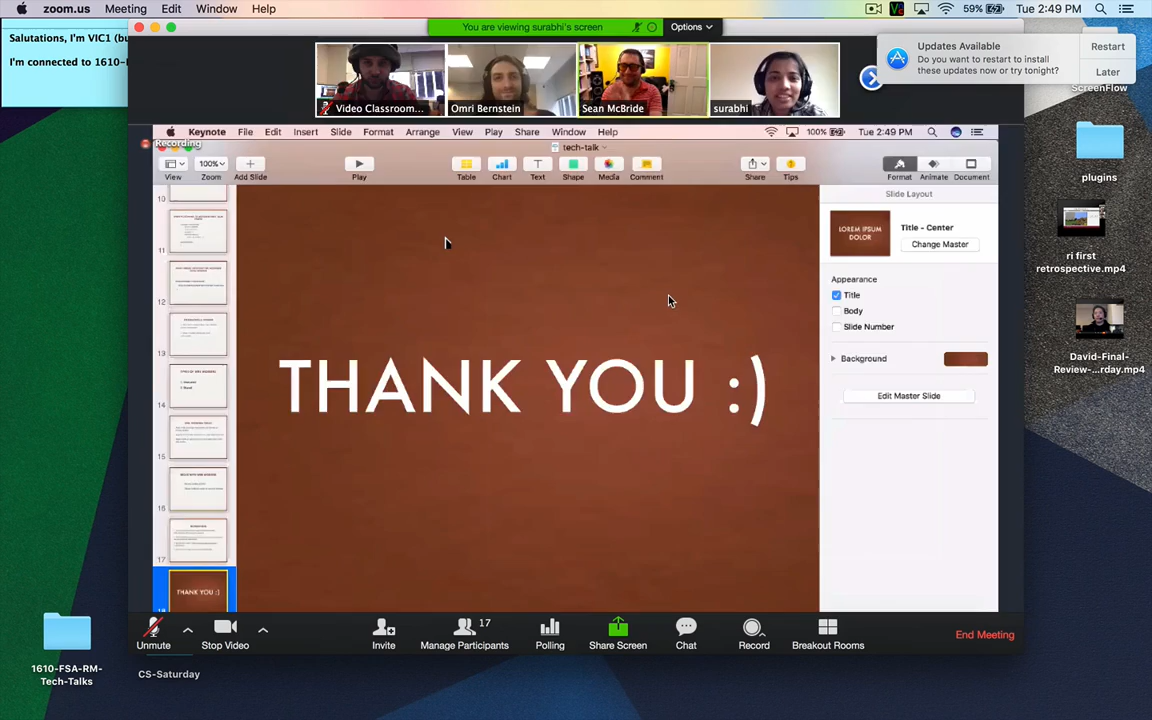 zoom.us Meeting Edit Window Help
59% Tue 2:49 PM
Salutations, I'm VIC1 (bu
I'm connected to 1610-
You are viewing surabhi's screen Options
Updates Available
Do you want to restart to install
these updates now or try tonight?
Restart
Later
ScreenFlow
Video Classroom...
Omri Bernstein
Sean McBride
surabhi
Keynote File Edit Insert Slide Format Arrange View Play Share Window Help
100% Tue 2:49 PM
Recording
tech-talk
100%
View Zoom Add Slide Play Table Chart Text Shape Media Comment Share Tips Format Animate Document
Slide Layout
LOREM IPSUM
DOLOR
Title - Center
Change Master
Appearance
Title
Body
Slide Number
Background
Edit Master Slide
10
11
12
13
14
15
16
17
THANK YOU :)
THANK YOU :)
plugins
ri first
retrospective.mp4
David-Final-
Review-...rday.mp4
1610-FSA-RM-
Tech-Talks
CS-Saturday
Unmute
Stop Video
Invite
17
Manage Participants
Polling
Share Screen
Chat
Record
Breakout Rooms
End Meeting